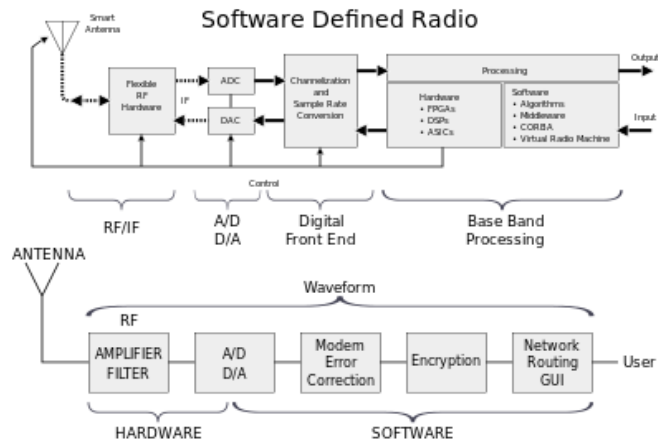 Software Defined Radio
Smart
Antenna
Flexible
RF
Hardware
IF
ADC
DAC
Channelization
and
Sample Rate
Conversion
Processing
Hardware
• FPGAs
• DSPs
• ASICs
Software
• Algorithms
• Middleware
• CORBA
• Virtual Radio Machine
Output
Input
Control
RF/IF
A/D
D/A
Digital
Front End
Base Band
Processing
ANTENNA
Waveform
RF
AMPLIFIER
FILTER
A/D
D/A
Modem
Error
Correction
Encryption
Network
Routing
GUI
User
HARDWARE
SOFTWARE